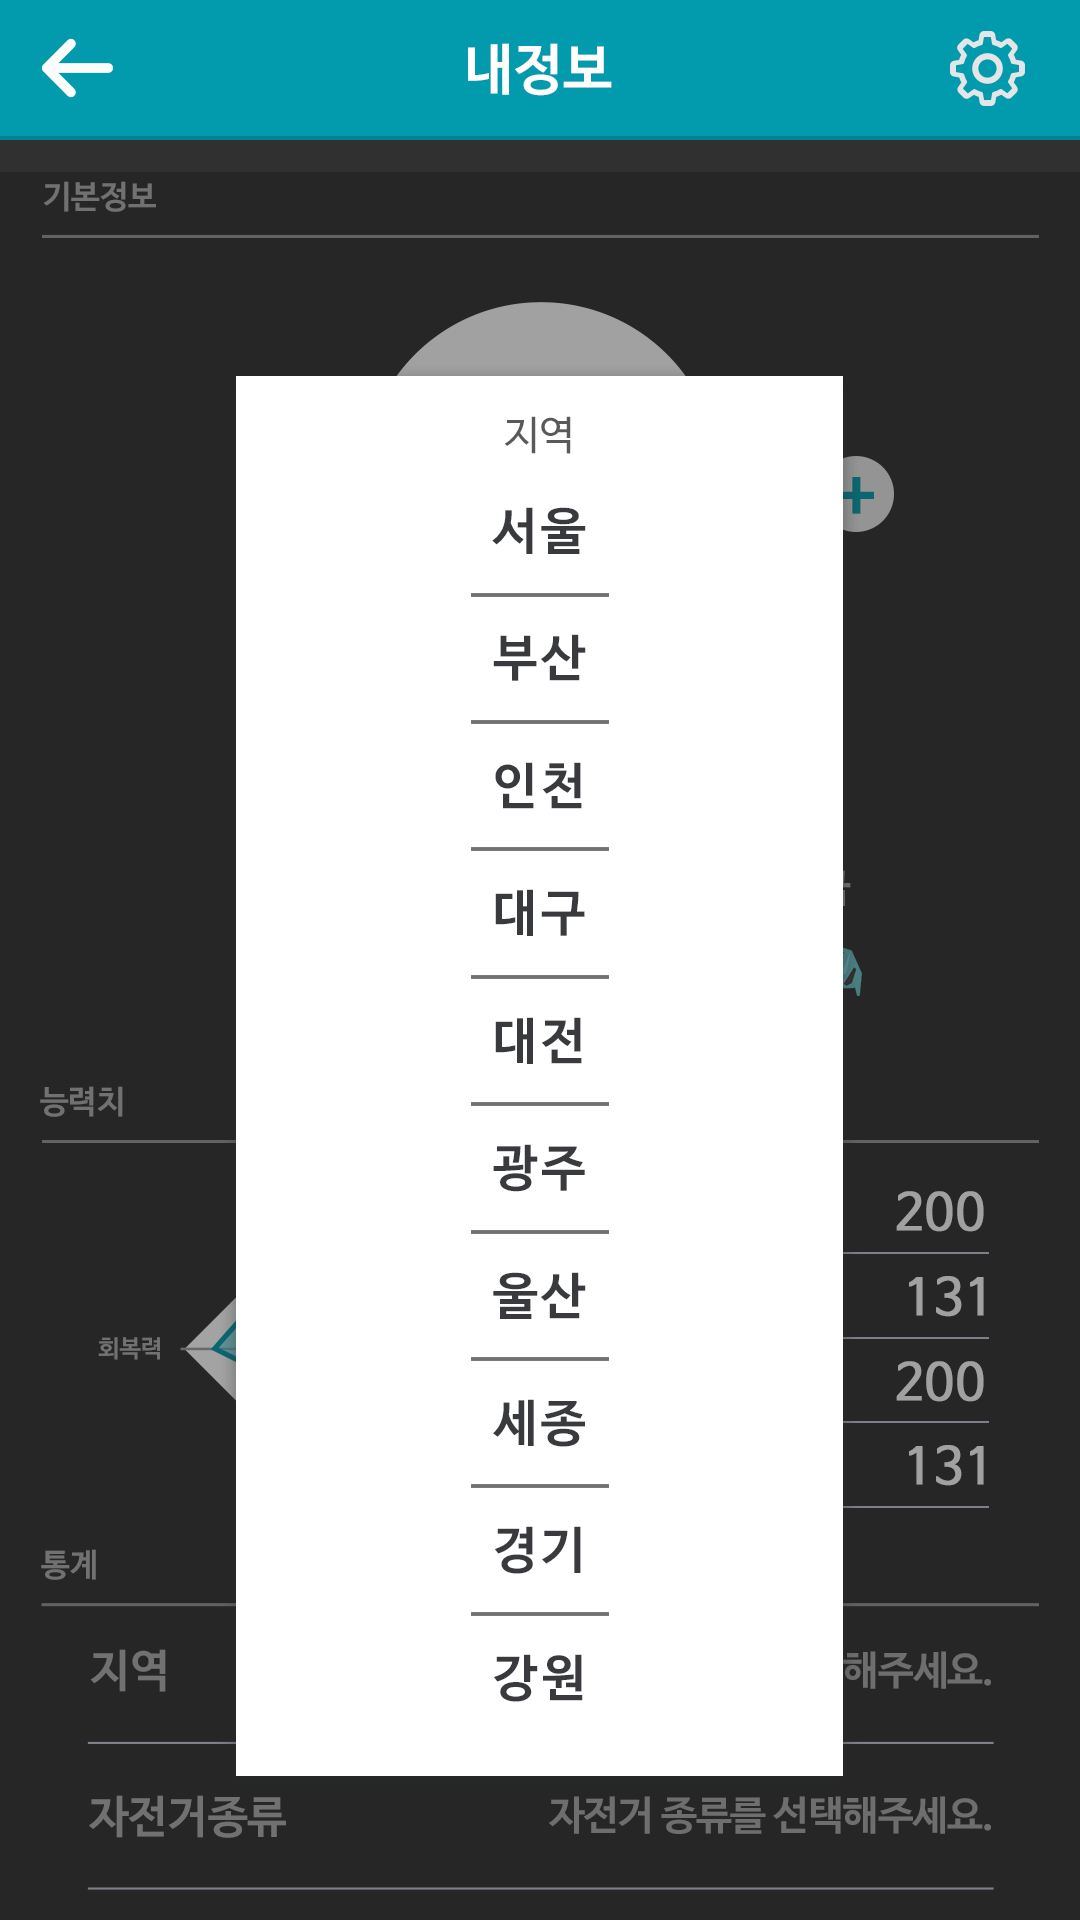 내정보
기본정보
지역
서울
부산
인천
대구
대전
광주
울산
세종
경기
강원
능력치
200
131
회복력
200
131
통계
지역 해주세요.
자전거종류 자전거 종류를 선택해주세요.